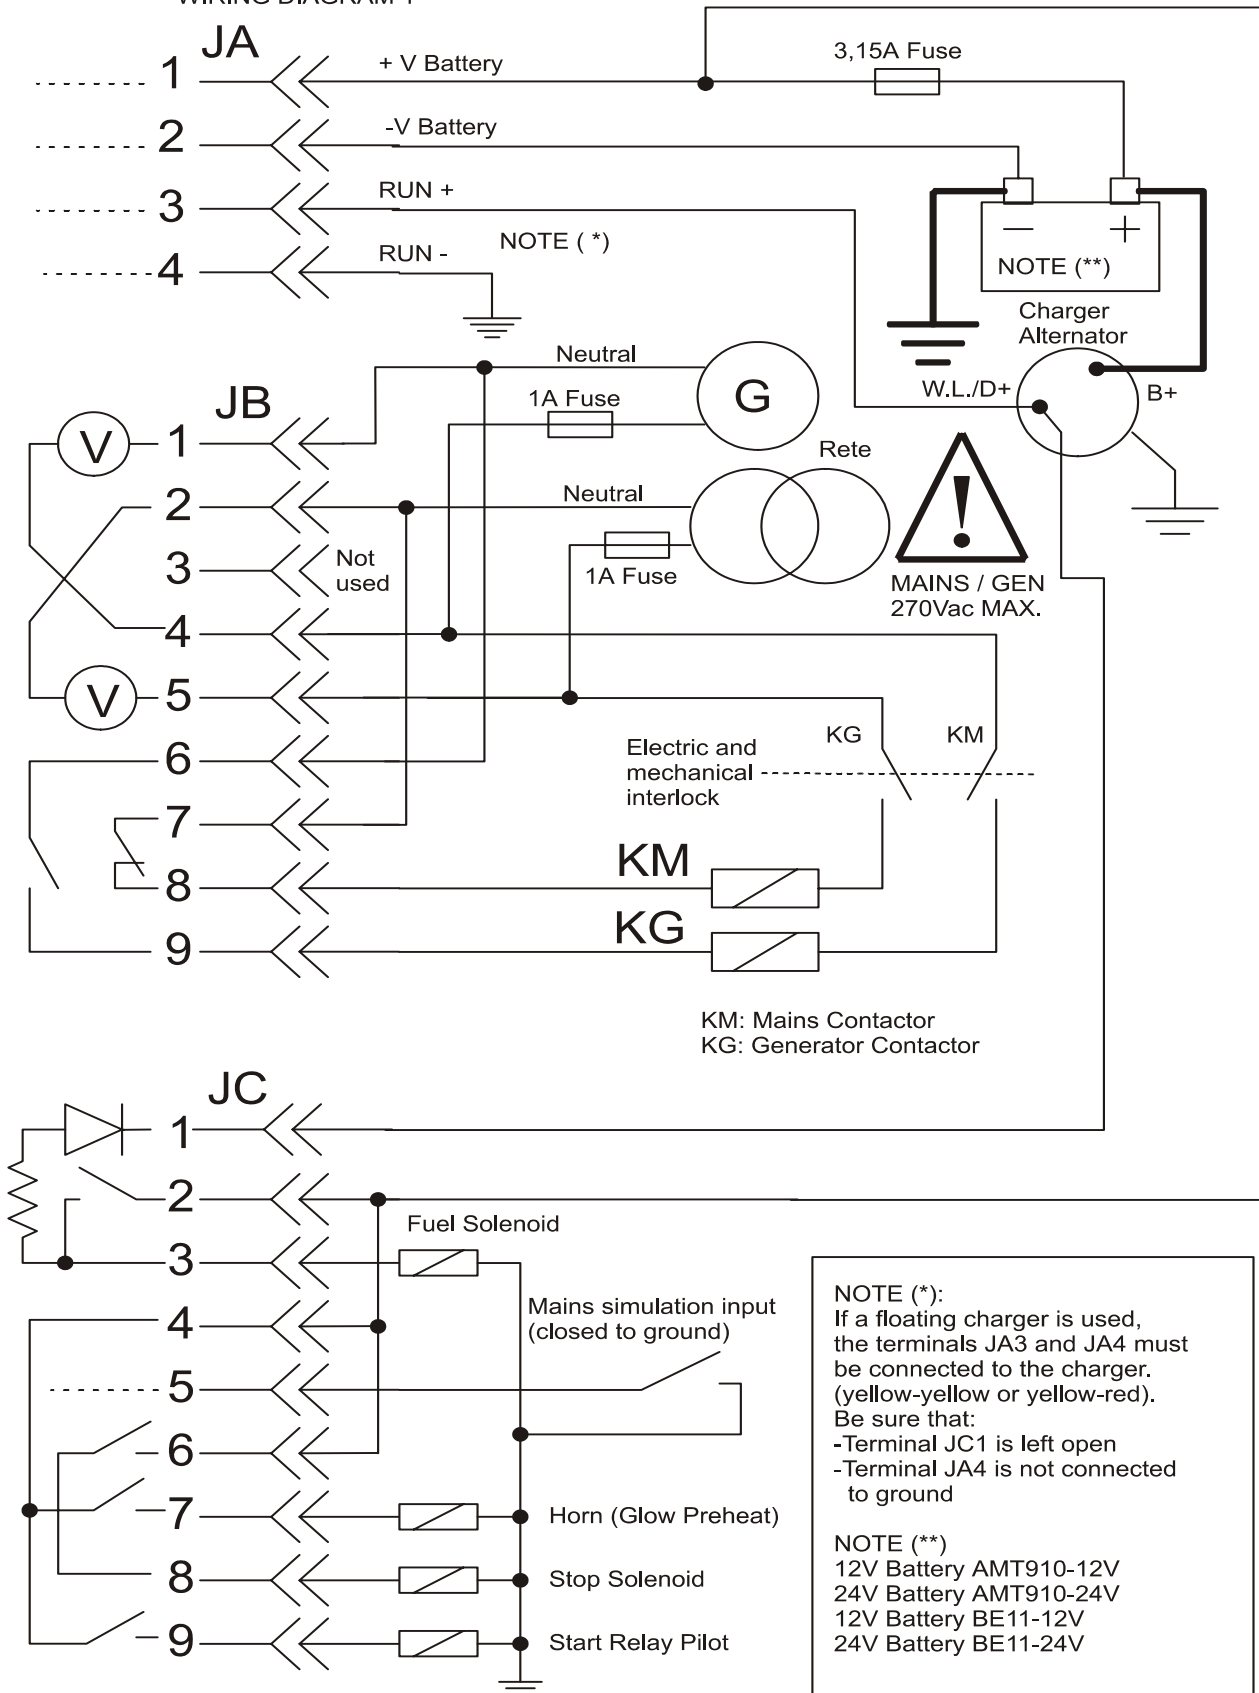 WIRING DIAGRAM 1
JA
1
+ V Battery
3,15A Fuse
2
-V Battery
3
RUN +
4
RUN -
NOTE ( *)
NOTE (**)
Charger
Alternator
W.L./D+
B+
JB
V
1
Neutral
1A Fuse
G
Rete
2
Neutral
3
Not
used
1A Fuse
MAINS / GEN
270Vac MAX.
4
V
5
6
Electric and
mechanical
interlock
KG
KM
7
8
KM
9
KG
KM: Mains Contactor
KG: Generator Contactor
JC
1
2
Fuel Solenoid
3
4
Mains simulation input
(closed to ground)
5
6
7
Horn (Glow Preheat)
8
Stop Solenoid
9
Start Relay Pilot
NOTE (*):
If a floating charger is used,
the terminals JA3 and JA4 must
be connected to the charger.
(yellow-yellow or yellow-red).
Be sure that:
-Terminal JC1 is left open
-Terminal JA4 is not connected
to ground
NOTE (**)
12V Battery AMT910-12V
24V Battery AMT910-24V
12V Battery BE11-12V
24V Battery BE11-24V